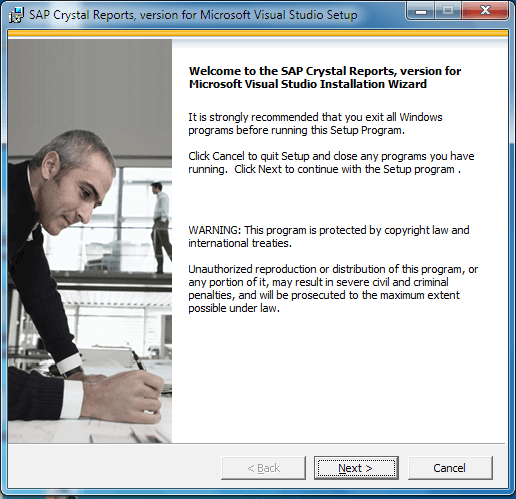 SAP Crystal Reports, version for Microsoft Visual Studio Setup
Welcome to the SAP Crystal Reports, version for
Microsoft Visual Studio Installation Wizard
It is strongly recommended that you exit all Windows
programs before running this Setup Program.
Click Cancel to quit Setup and close any programs you have
running.  Click Next to continue with the Setup program .
WARNING: This program is protected by copyright law and
international treaties.
Unauthorized reproduction or distribution of this program, or
any portion of it, may result in severe civil and criminal
penalties, and will be prosecuted to the maximum extent
possible under law.
< Back
Next >
Cancel